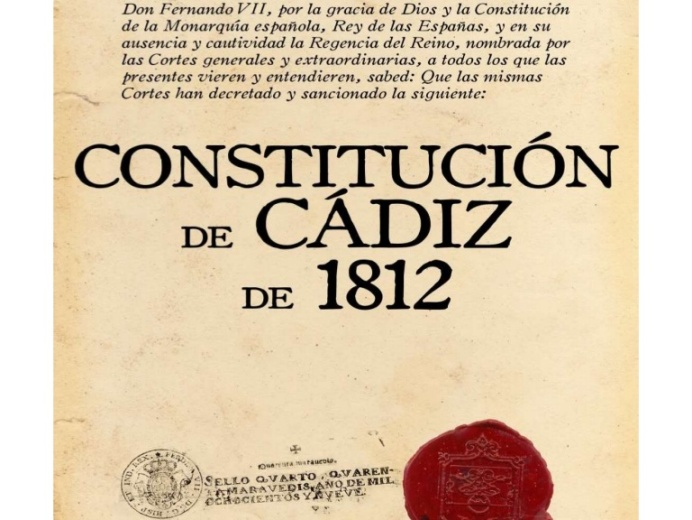 Don Fernando VII, por la gracia de Dios y la Constitución
de la Monarquía española, Rey de las Españas, y en su
ausencia y cautividad la Regencia del Reino, nombrada por
las Cortes generales y extraordinarias, a todos los que las
presentes vieren y entendieren, sabed: Que las mismas
Cortes han decretado y sancionado la siguiente:
CONSTITUCIÓN
DE CÁDIZ
DE 1812
SELLO QVARTO, QVAREN-
TA MARAVEDIS, AÑO DE MIL
OCHOCIENTOS Y NVEVE.